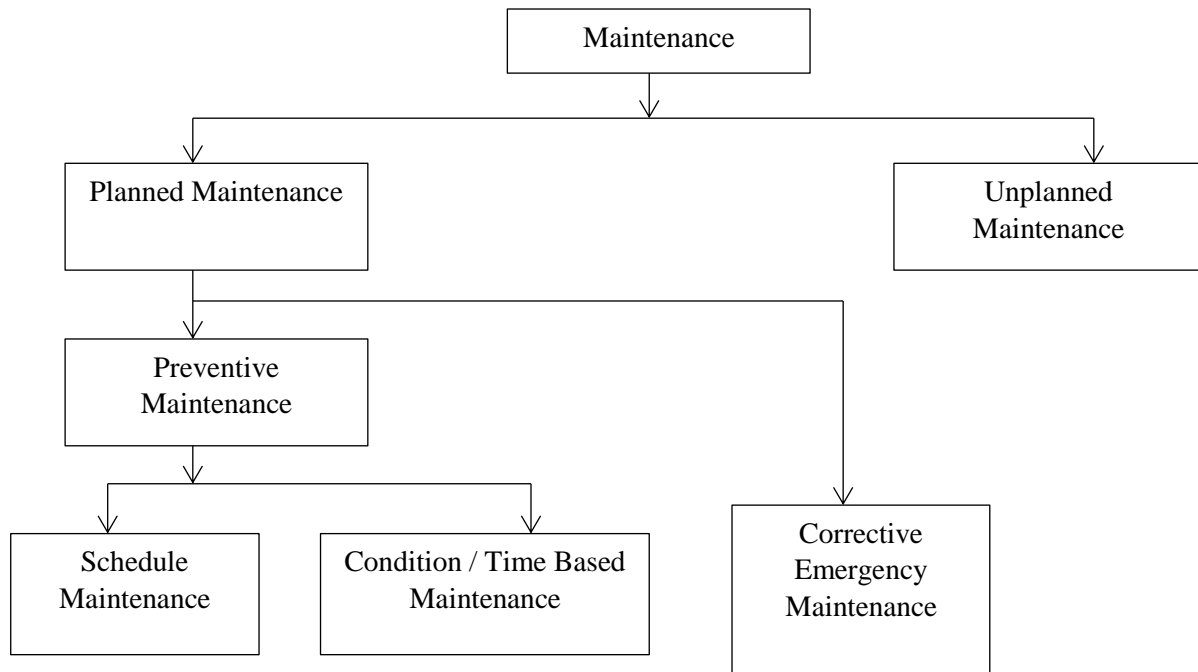 Maintenance
Planned Maintenance
Unplanned
Maintenance
Preventive
Maintenance
Schedule
Maintenance
Condition / Time Based
Maintenance
Corrective
Emergency
Maintenance